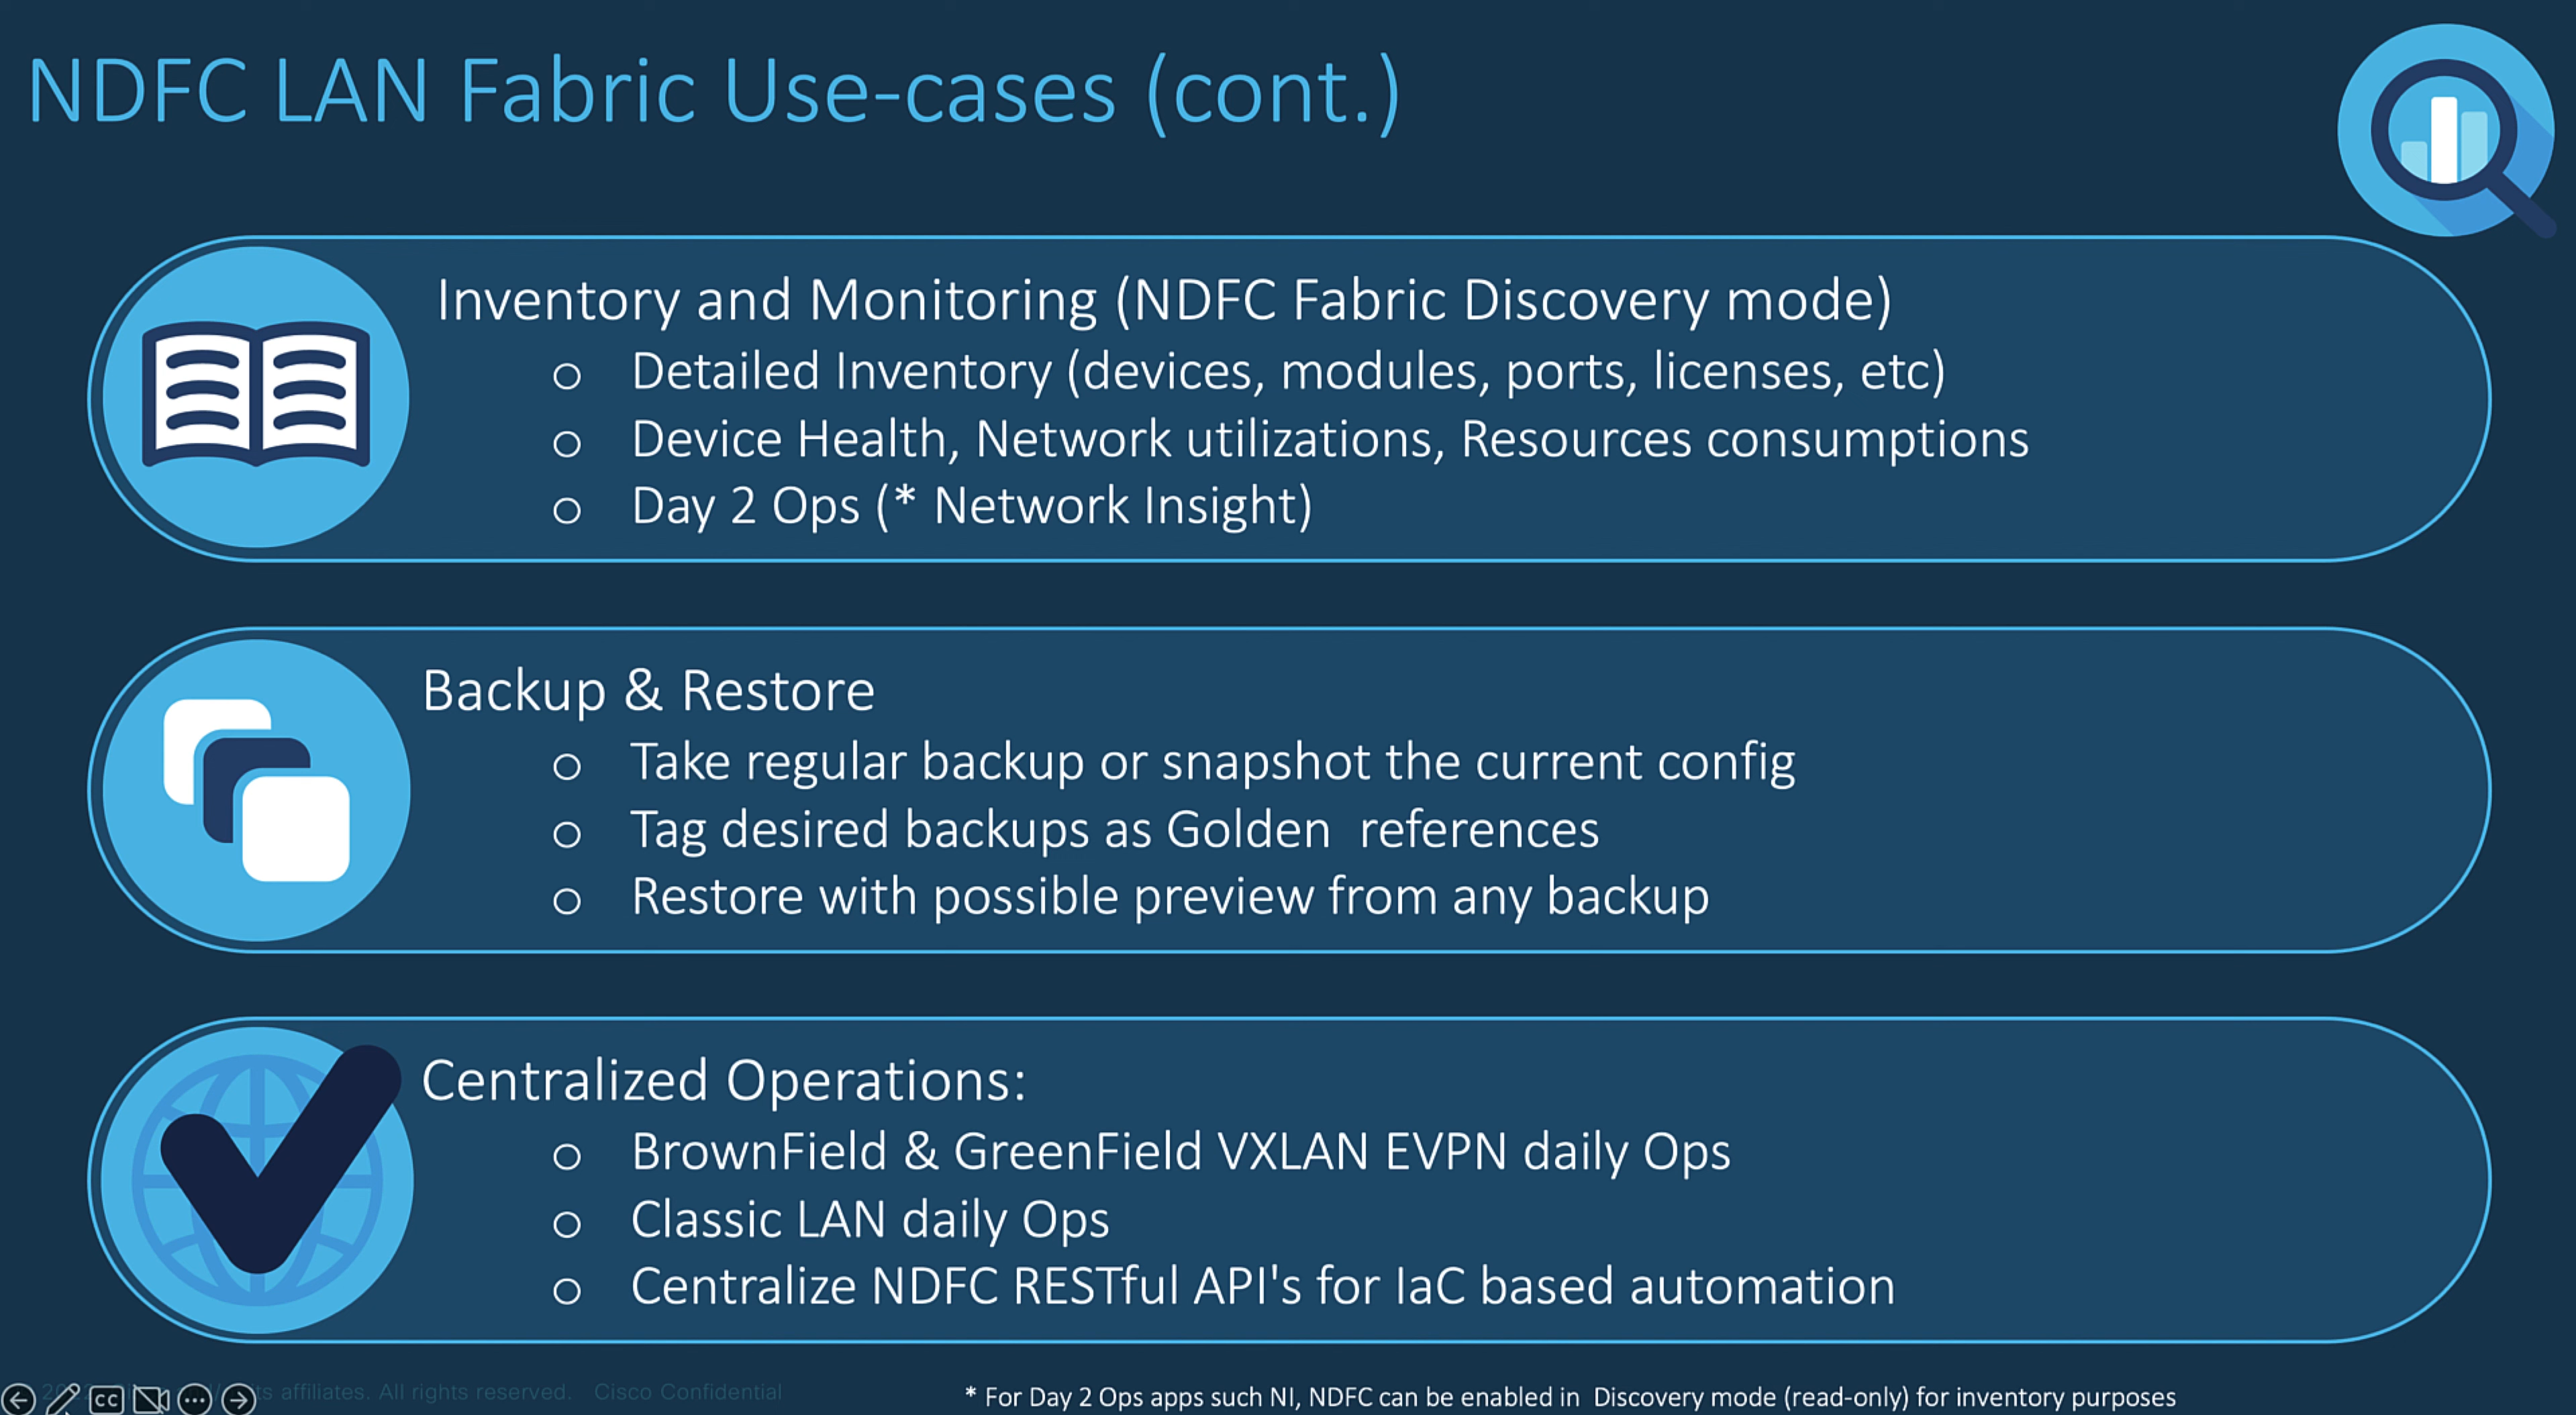 NDFC LAN Fabric Use-cases (cont.)
Inventory and Monitoring (NDFC Fabric Discovery mode)
o Detailed Inventory (devices, modules, ports, licenses, etc)
o Device Health, Network utilizations, Resources consumptions
o Day 2 Ops (* Network Insight)
Backup & Restore
o Take regular backup or snapshot the current config
o Tag desired backups as Golden references
o Restore with possible preview from any backup
Centralized Operations:
o BrownField & GreenField VXLAN EVPN daily Ops
o Classic LAN daily Ops
o Centralize NDFC RESTful API's for IaC based automation
CC
affiliates. All rights reserved. Cisco Confidential
* For Day 2 Ops apps such NI, NDFC can be enabled in Discovery mode (read-only) for inventory purposes